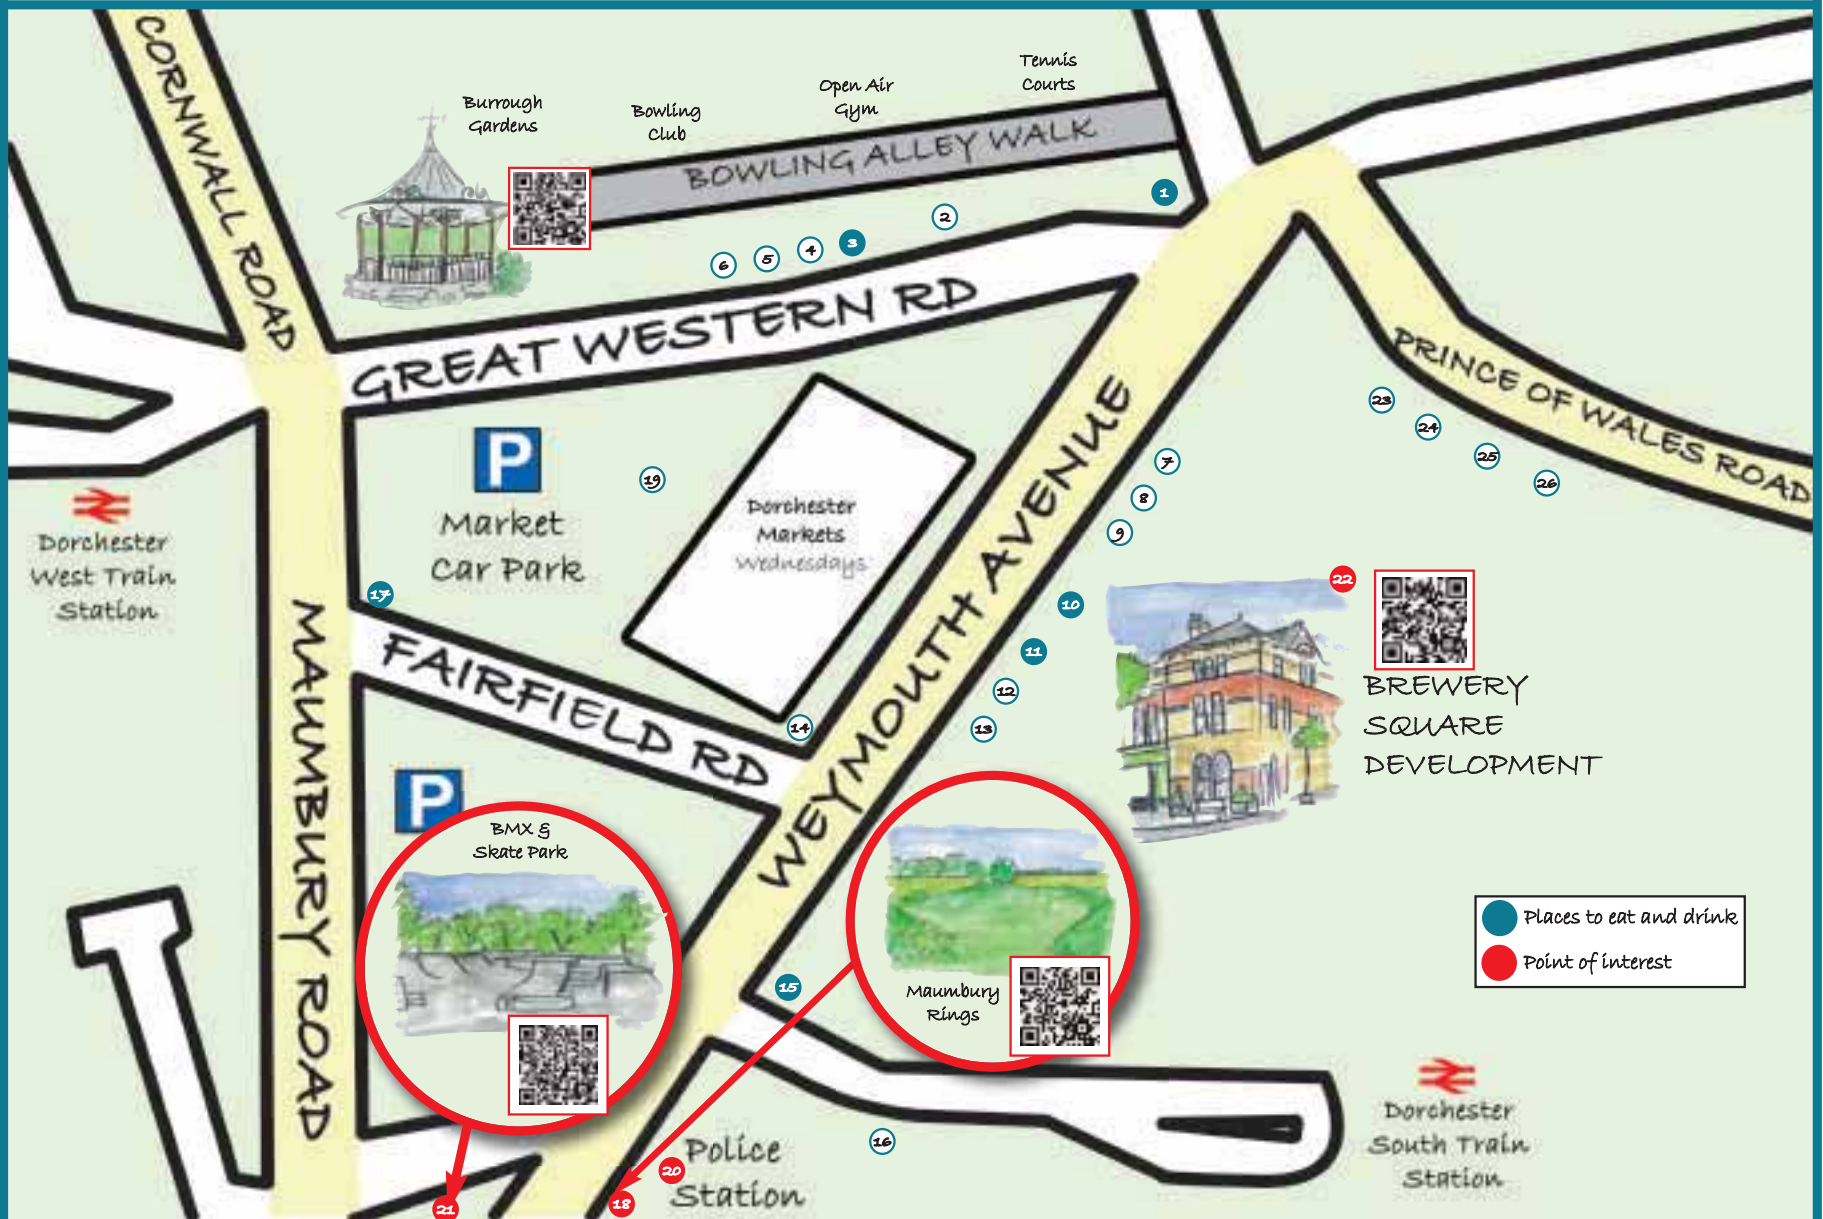 CORNWALL ROAD
Burrough
Gardens
Bowling
Club
Open Air
Gym
Tennis
Courts
BOWLING ALLEY WALK
1
2
3
4
5
6
GREAT WESTERN RD
PRINCE OF WALES ROAD
23
24
25
26
P
Market
Car Park
19
Dorchester
Markets
Wednesdays
WEYMOUTH AVENUE
7
8
9
10
11
12
13
14
Dorchester
West Train
Station
17
FAIRFIELD RD
MAUMBURY ROAD
22
BREWERY
SQUARE
DEVELOPMENT
P
BMX &
Skate Park
Maumbury
Rings
15
Places to eat and drink
Point of interest
16
Dorchester
South Train
Station
Police
Station
20
18
21